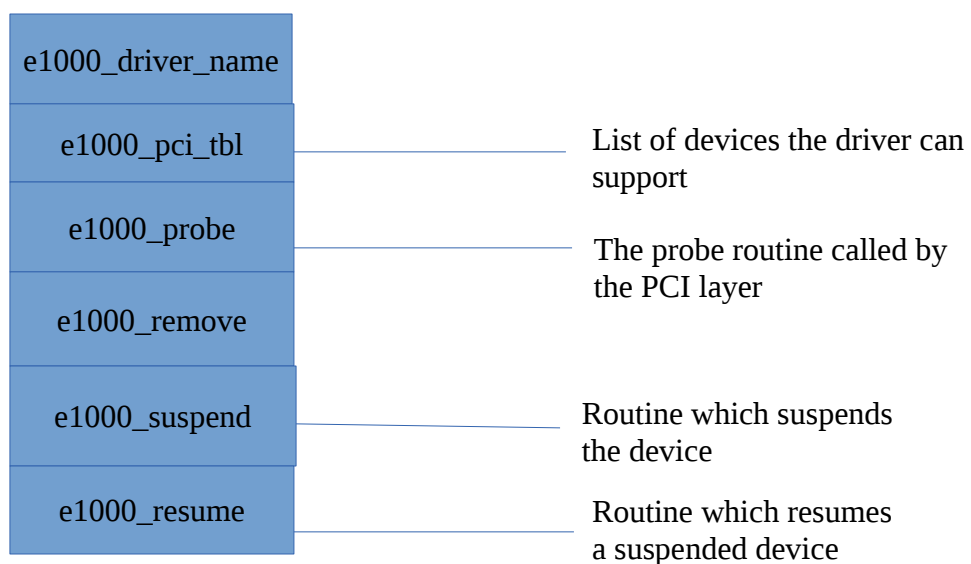 e1000_driver_name
e1000_pci_tbl
List of devices the driver can
support
e1000_probe
The probe routine called by
the PCI layer
e1000_remove
e1000_suspend
Routine which suspends
the device
e1000_resume
Routine which resumes
a suspended device